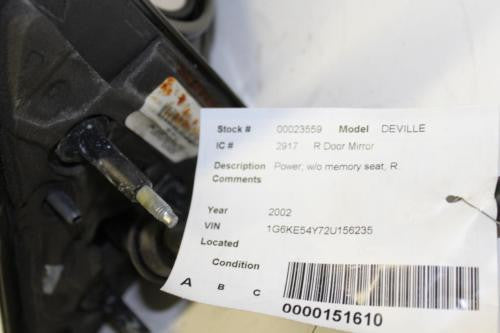 Stock # 00023559 Model DEVILLE
IC # 2917 R Door Mirror
Description Power, w/o memory seat, R.
Comments
Year 2002
VIN 1G6KE54Y72U156235
Located
Condition
A B C
0000151610